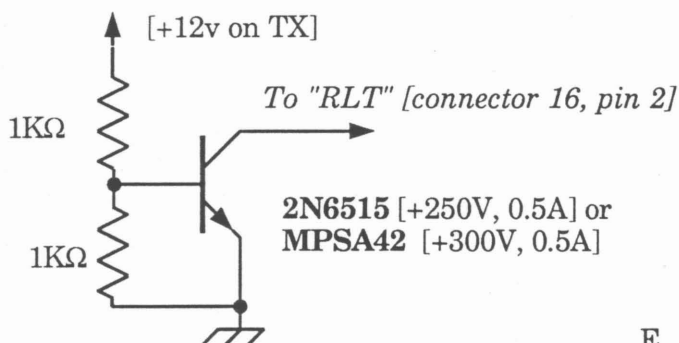 [+12v on TX]
To "RLT" [connector 16, pin 2]
1KΩ
2N6515 [+250V, 0.5A] or
MPSA42 [+300V, 0.5A]
1KΩ
E